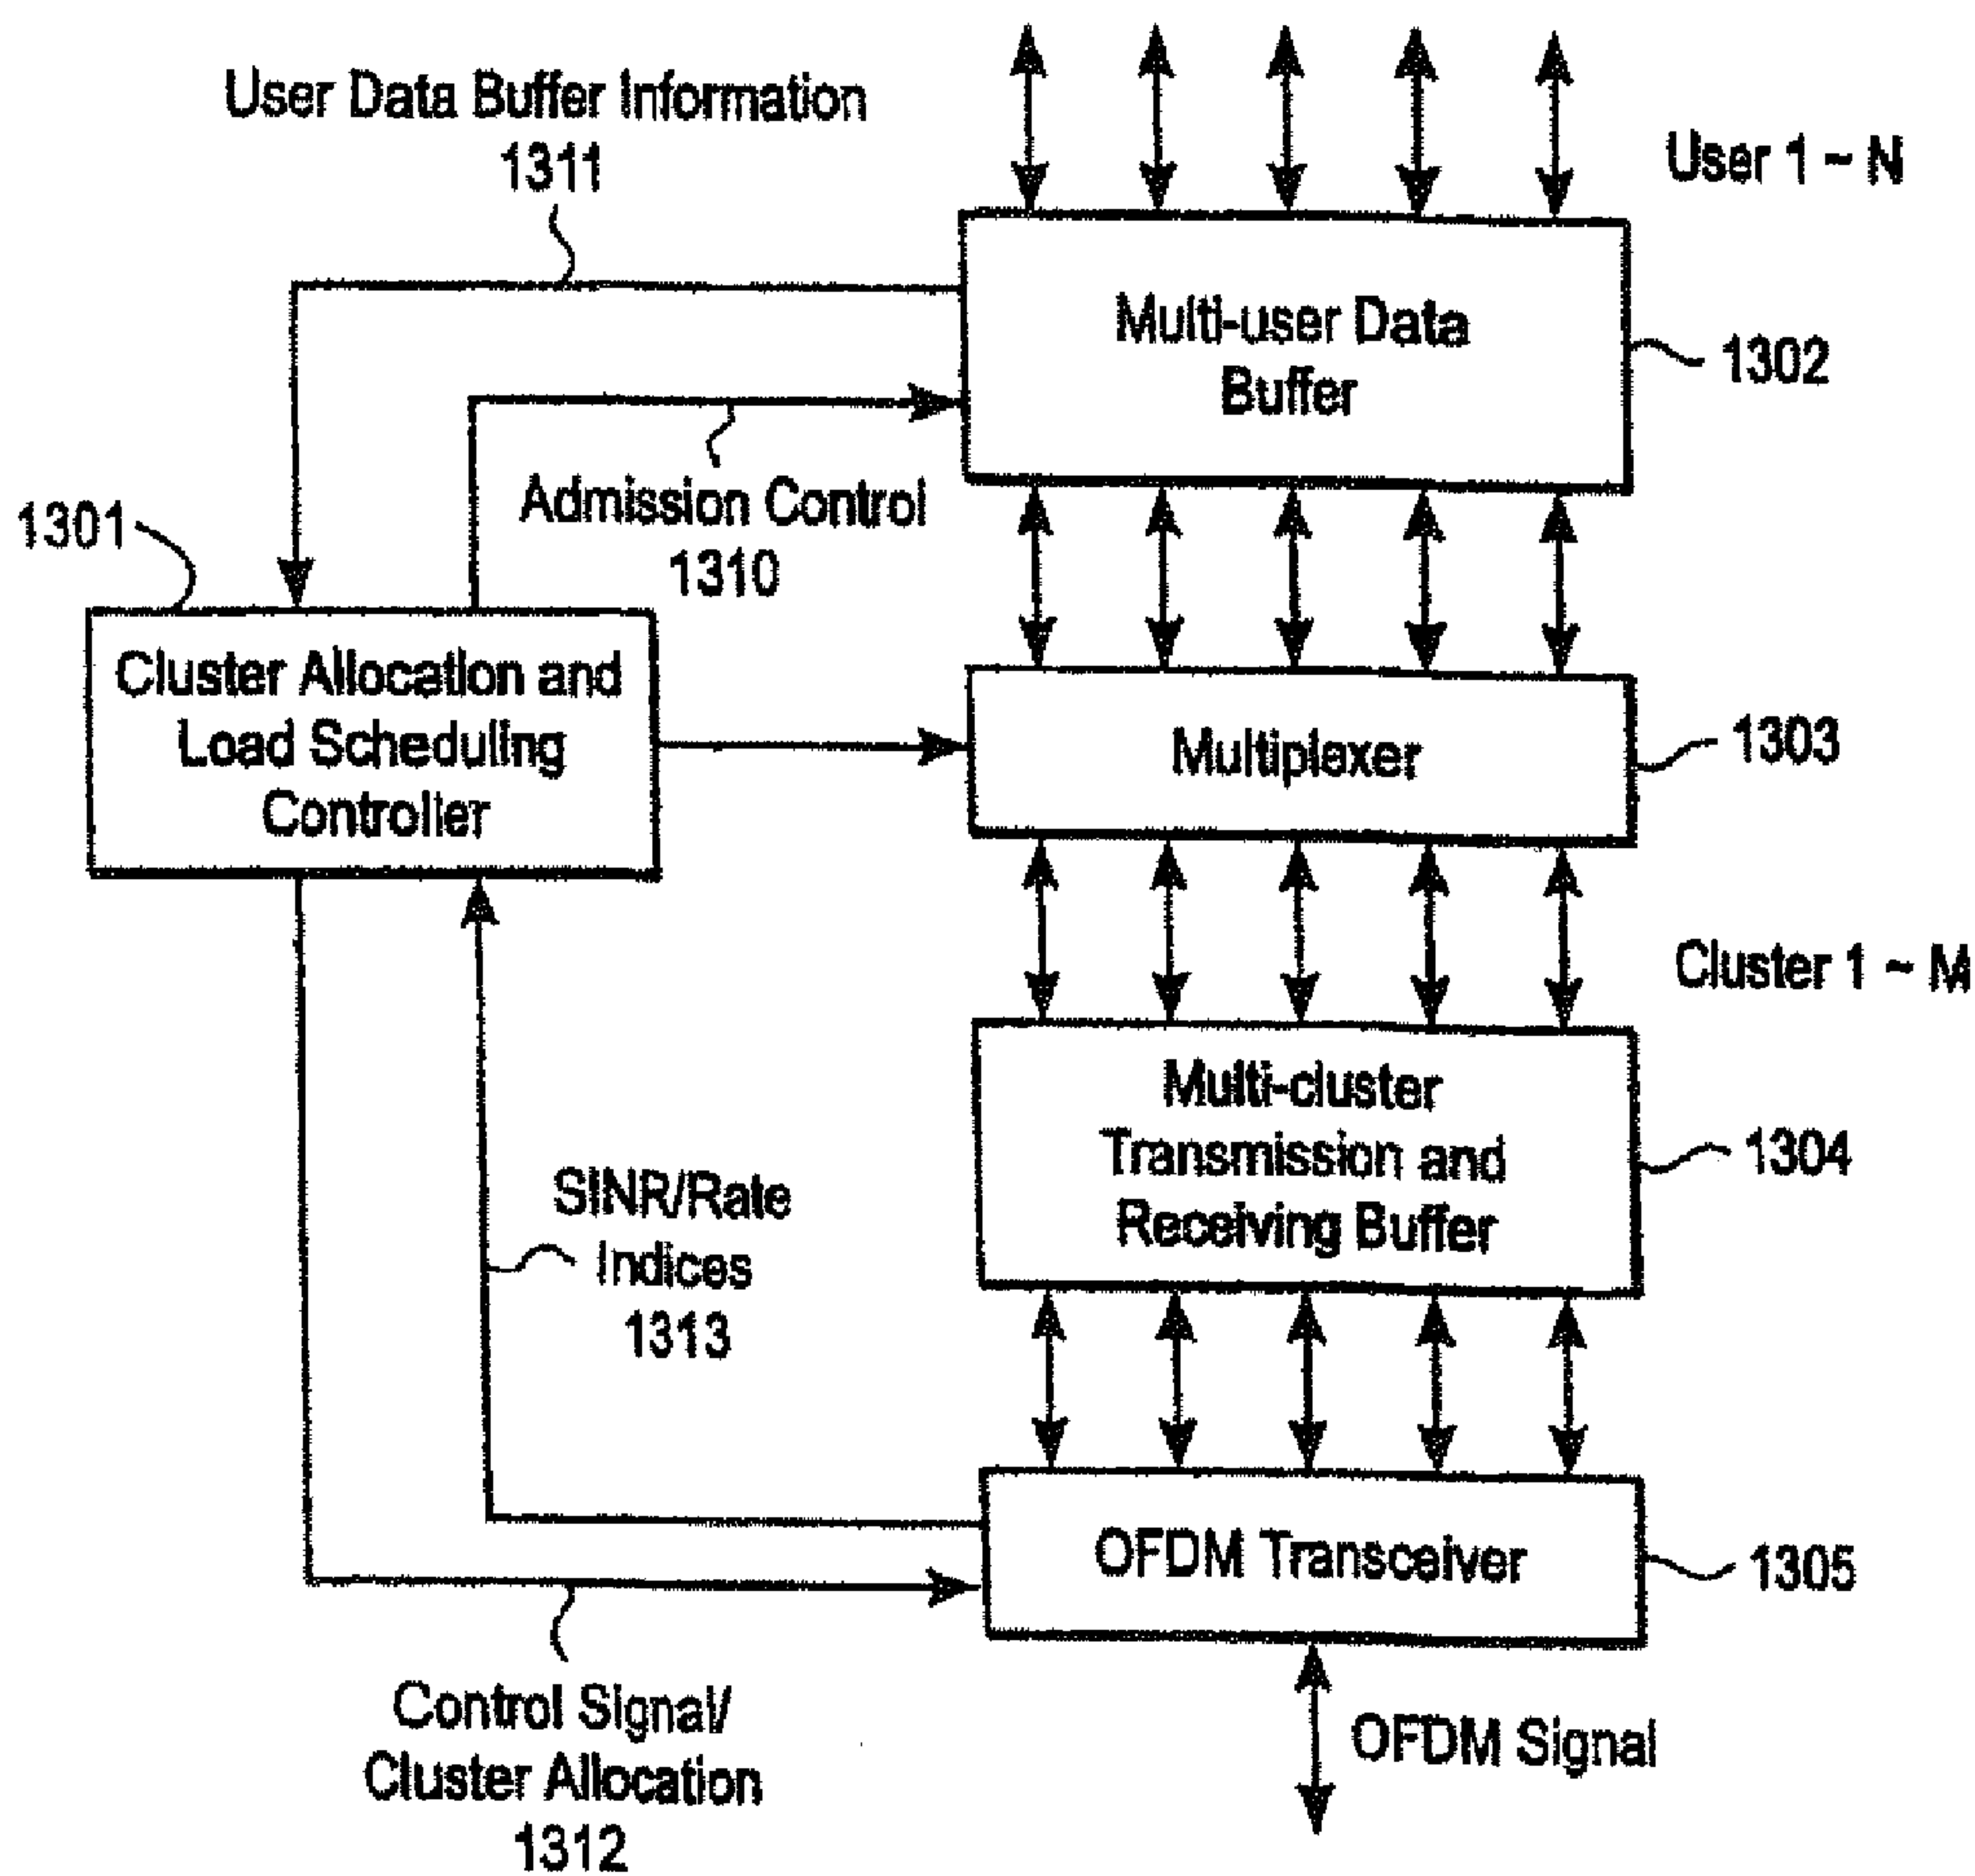 User Data Buffer Information
1311
User 1 ~ N
Multi-user Data
Buffer
1302
Admission Control
1310
1301
Cluster Allocation and
Load Scheduling
Controller
Multiplexer
1303
Cluster 1 ~ M
Multi-cluster
Transmission and
Receiving Buffer
1304
SINR/Rate
Indices
1313
OFDM Transceiver
1305
Control Signal/
Cluster Allocation
1312
OFDM Signal